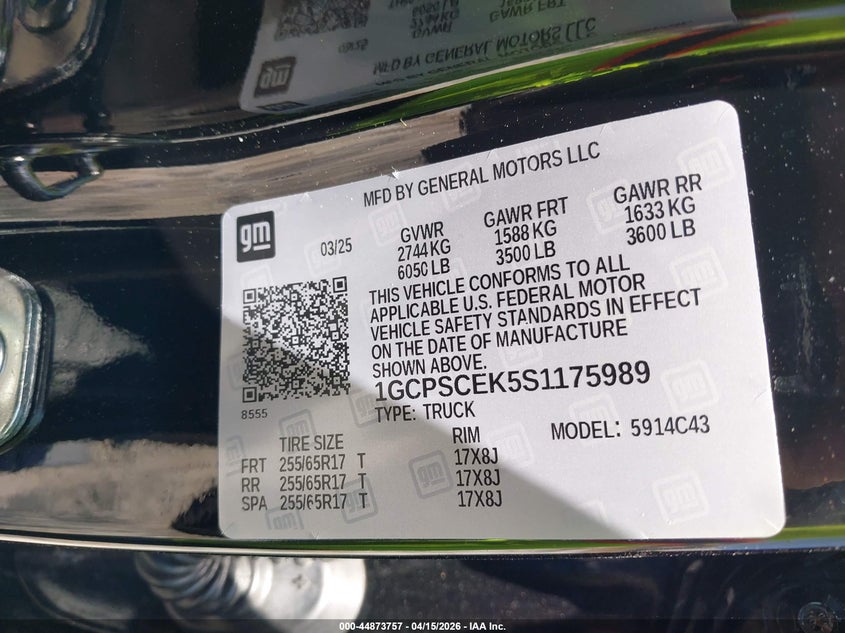 MFD BY GENERAL MOTORS LLC
gm
03/25
GVWR
2744 KG
6050 LB
GAWR FRT
1588 KG
3500 LB
GAWR RR
1633 KG
3600 LB
THIS VEHICLE CONFORMS TO ALL
APPLICABLE U.S. FEDERAL MOTOR
VEHICLE SAFETY STANDARDS IN EFFECT
ON THE DATE OF MANUFACTURE
SHOWN ABOVE.
1GCPSCEK5S1175989
8555
TYPE: TRUCK
MODEL: 5914C43
TIRE SIZE RIM
FRT 255/65R17 T 17X8J
RR 255/65R17 T 17X8J
SPA 255/65R17 T 17X8J
000-44873757 - 04/15/2026 - IAA Inc.